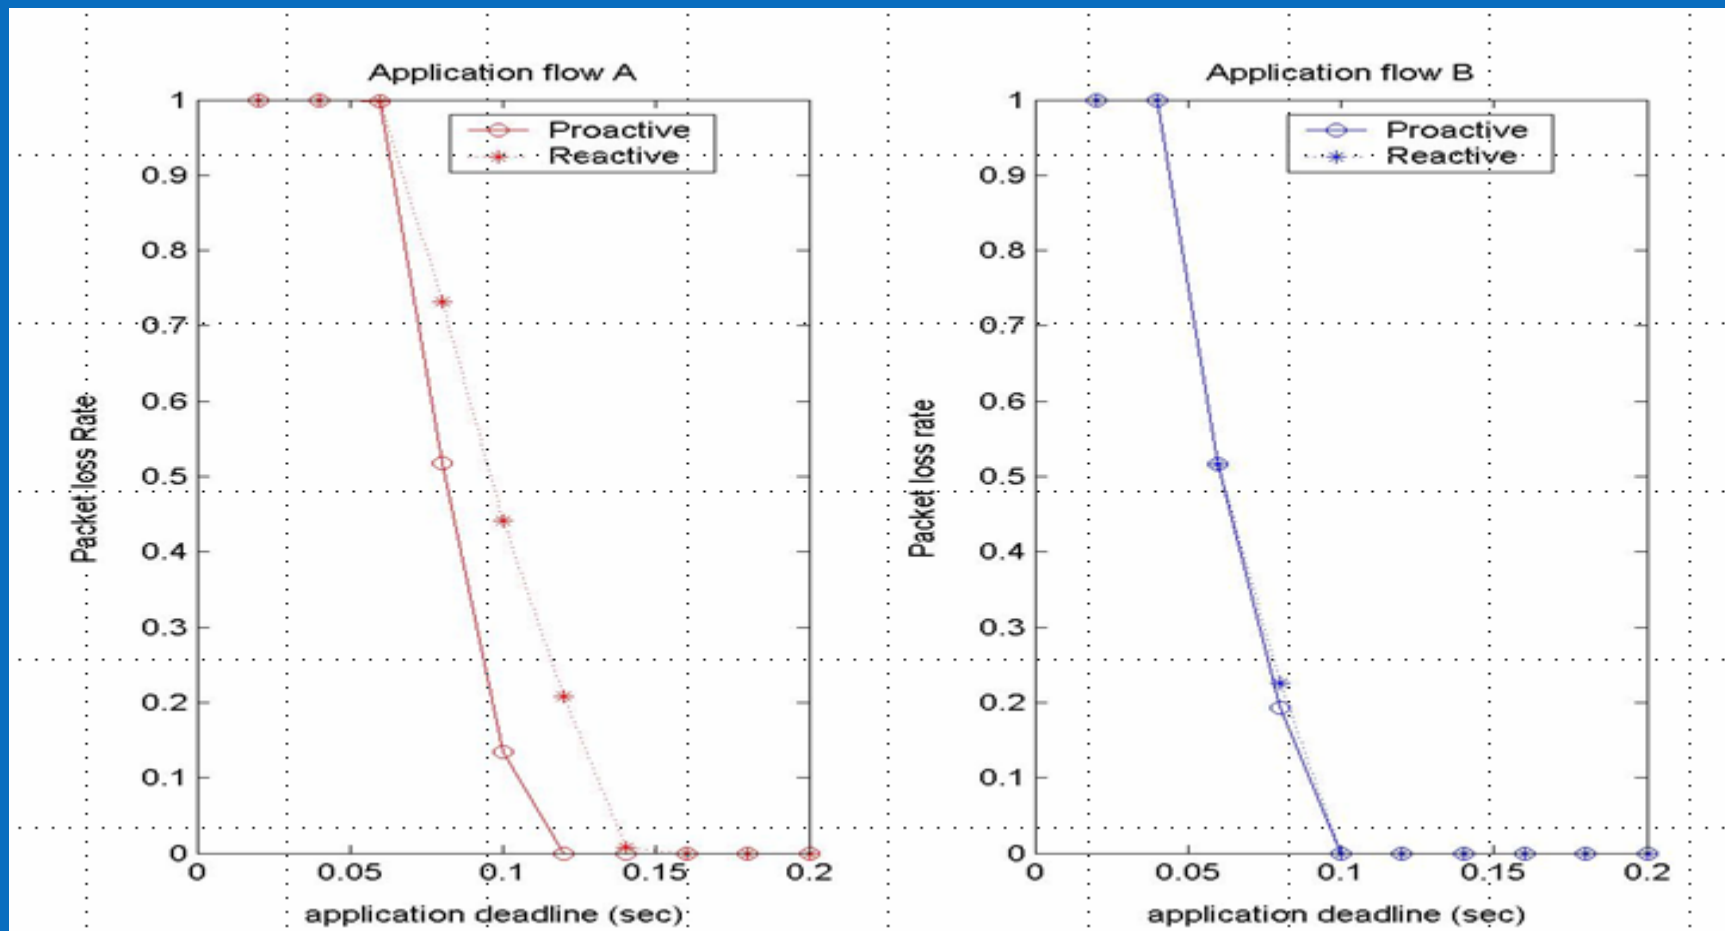 Application flow A
1
0.9
0.8
0.7
0.6
0.5
0.4
0.3
0.2
0.1
0
Packet loss Rate
Proactive
Reactive
0 0.05 0.1 0.15 0.2
application deadline (sec)
Application flow B
1
0.9
0.8
0.7
0.6
0.5
0.4
0.3
0.2
0.1
0
Packet loss rate
Proactive
Reactive
0 0.05 0.1 0.15 0.2
application deadline (sec)